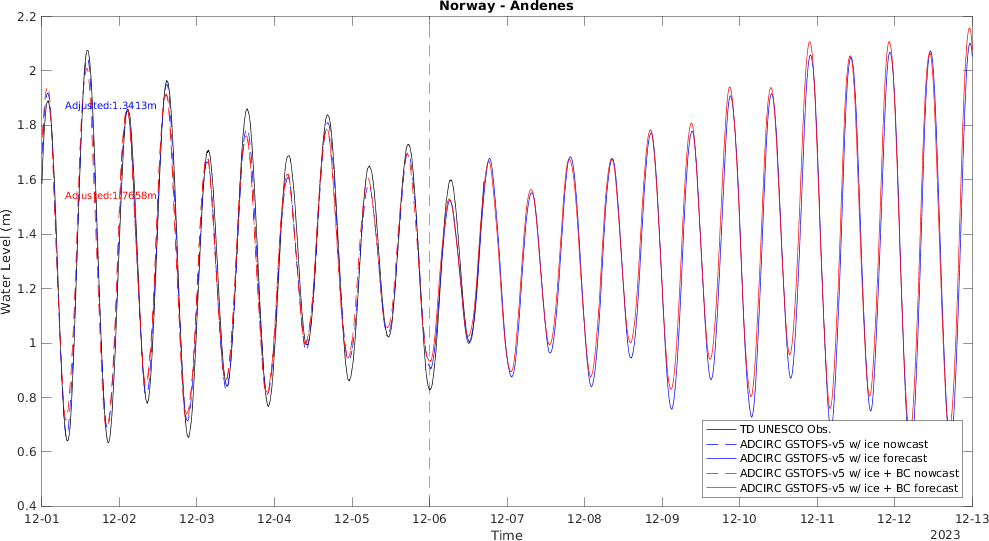 Norway - Andenes
2.2
2
1.8
1.6
1.4
1.2
1
0.8
0.6
0.4
Water Level (m)
Adjusted:1.3413m
Adjusted:1.7658m
TD UNESCO Obs.
ADCIRC GSTOFS-v5 w/ ice nowcast
ADCIRC GSTOFS-v5 w/ ice forecast
ADCIRC GSTOFS-v5 w/ ice + BC nowcast
ADCIRC GSTOFS-v5 w/ ice + BC forecast
12-01 12-02 12-03 12-04 12-05 12-06 12-07 12-08 12-09 12-10 12-11 12-12 12-13
Time
2023